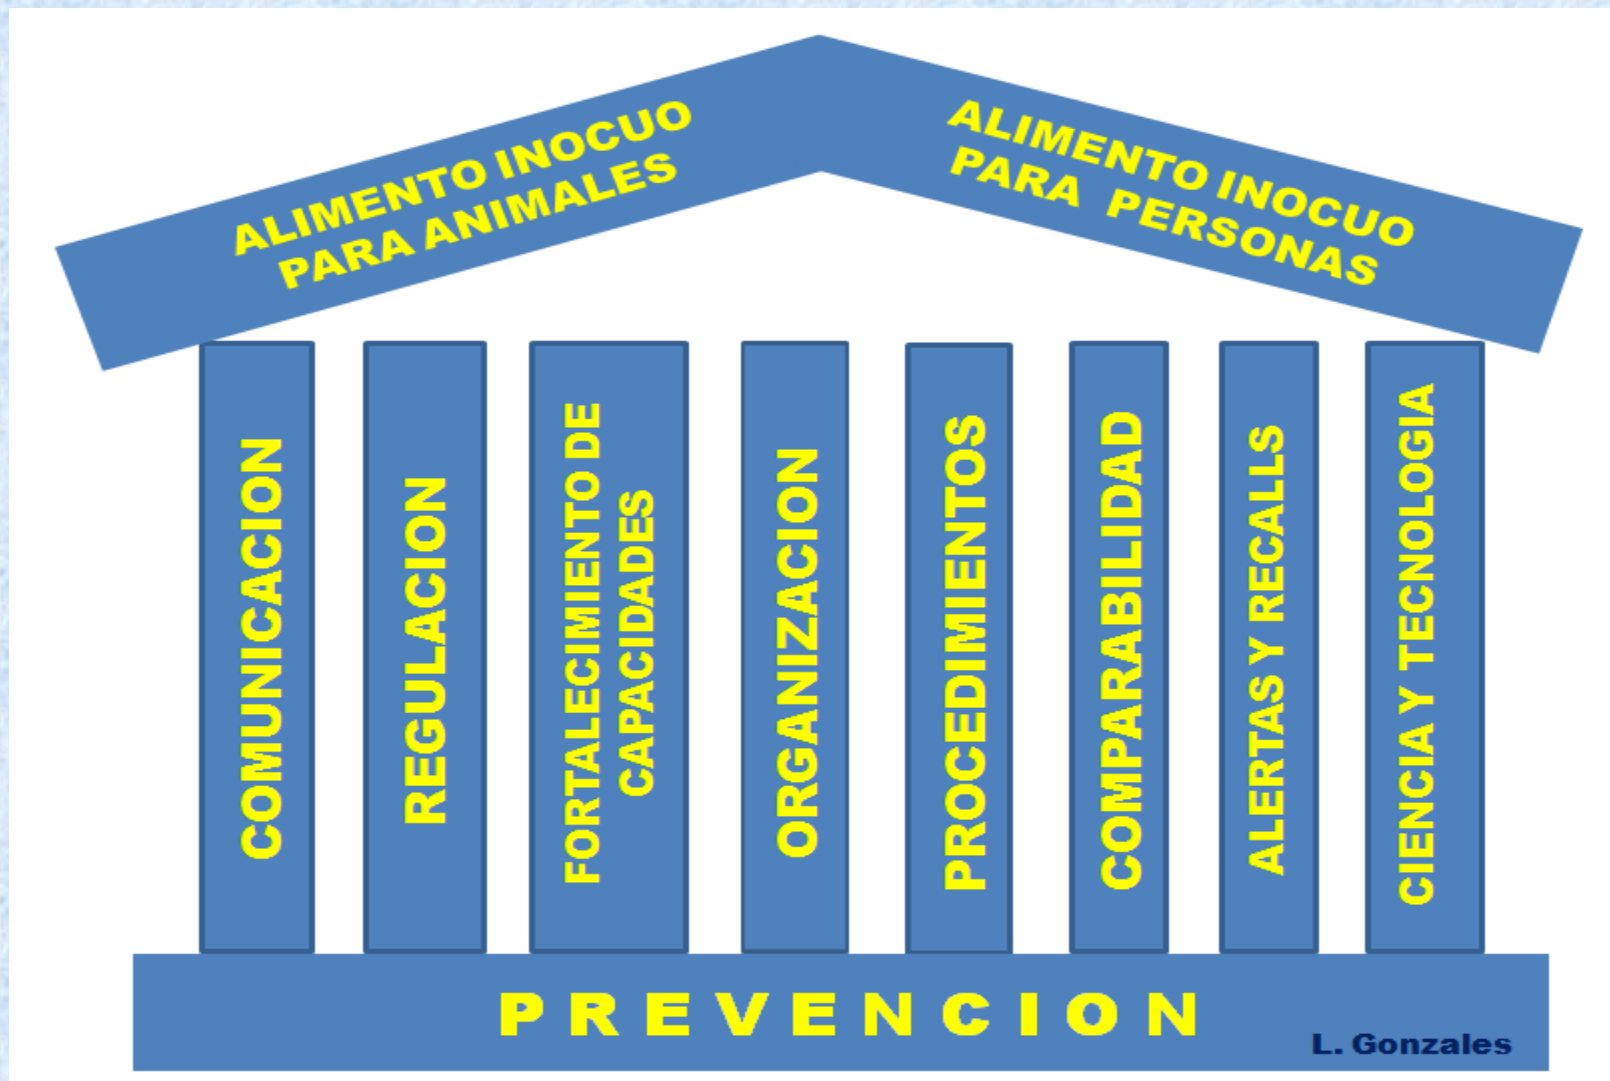 ALIMENTO INOCUO
PARA ANIMALES
ALIMENTO INOCUO
PARA PERSONAS
COMUNICACION
REGULACION
FORTALECIMIENTO DE
CAPACIDADES
ORGANIZACION
PROCEDIMIENTOS
COMPARABILIDAD
ALERTAS Y RECALLS
CIENCIA Y TECNOLOGIA
PREVENCION
L. Gonzales